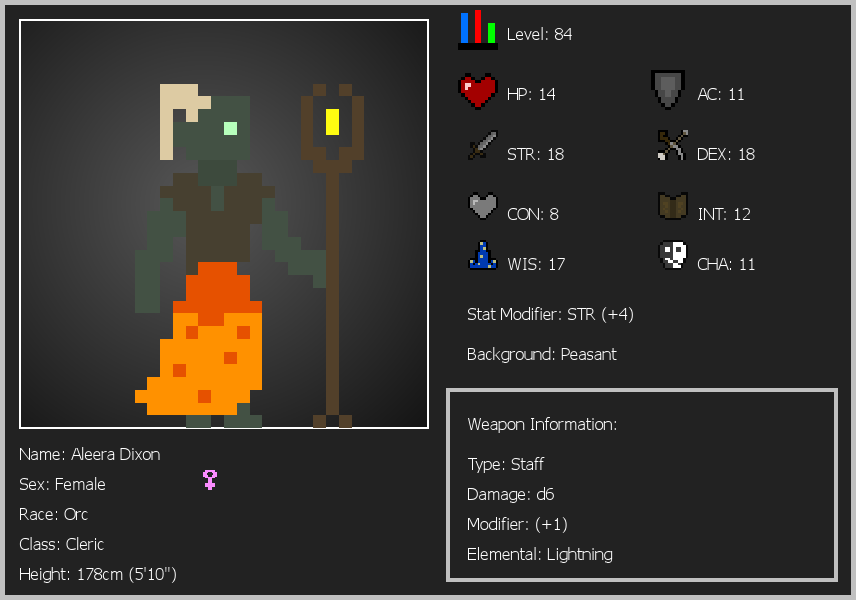 Level: 84
HP: 14
AC: 11
STR: 18
DEX: 18
CON: 8
INT: 12
WIS: 17
CHA: 11
Stat Modifier: STR (+4)
Background: Peasant
Weapon Information:
Type: Staff
Damage: d6
Modifier: (+1)
Elemental: Lightning
Name: Aleera Dixon
Sex: Female
Race: Orc
Class: Cleric
Height: 178cm (5'10")